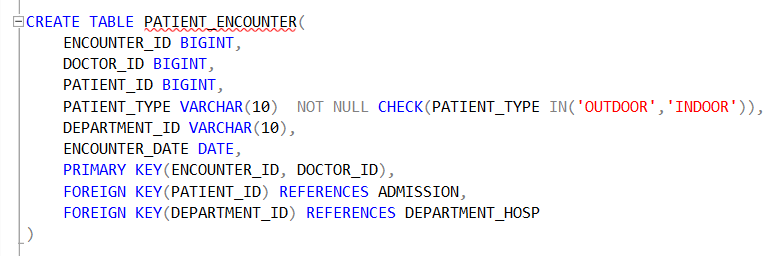 CREATE TABLE PATIENT_ENCOUNTER(
ENCOUNTER_ID BIGINT,
DOCTOR_ID BIGINT,
PATIENT_ID BIGINT,
PATIENT_TYPE VARCHAR(10)  NOT NULL CHECK(PATIENT_TYPE IN('OUTDOOR','INDOOR')),
DEPARTMENT_ID VARCHAR(10),
ENCOUNTER_DATE DATE,
PRIMARY KEY(ENCOUNTER_ID, DOCTOR_ID),
FOREIGN KEY(PATIENT_ID) REFERENCES ADMISSION,
FOREIGN KEY(DEPARTMENT_ID) REFERENCES DEPARTMENT_HOSP
)